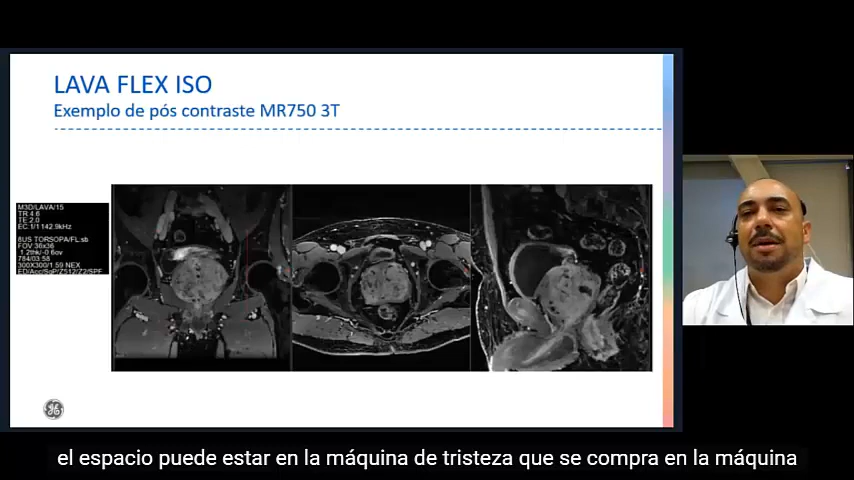 LAVA FLEX ISO
Exemplo de pós contraste MR750 3T
M3D/LAVA/15
TR:4.6
TE:2.0
EC:1/1 142.9kHz
8US TORSOPA/FL:sb
FOV:36x36
784/03:58
300X300/1.59 NEX
el espacio puede estar en la máquina de tristeza que se compra en la máquina